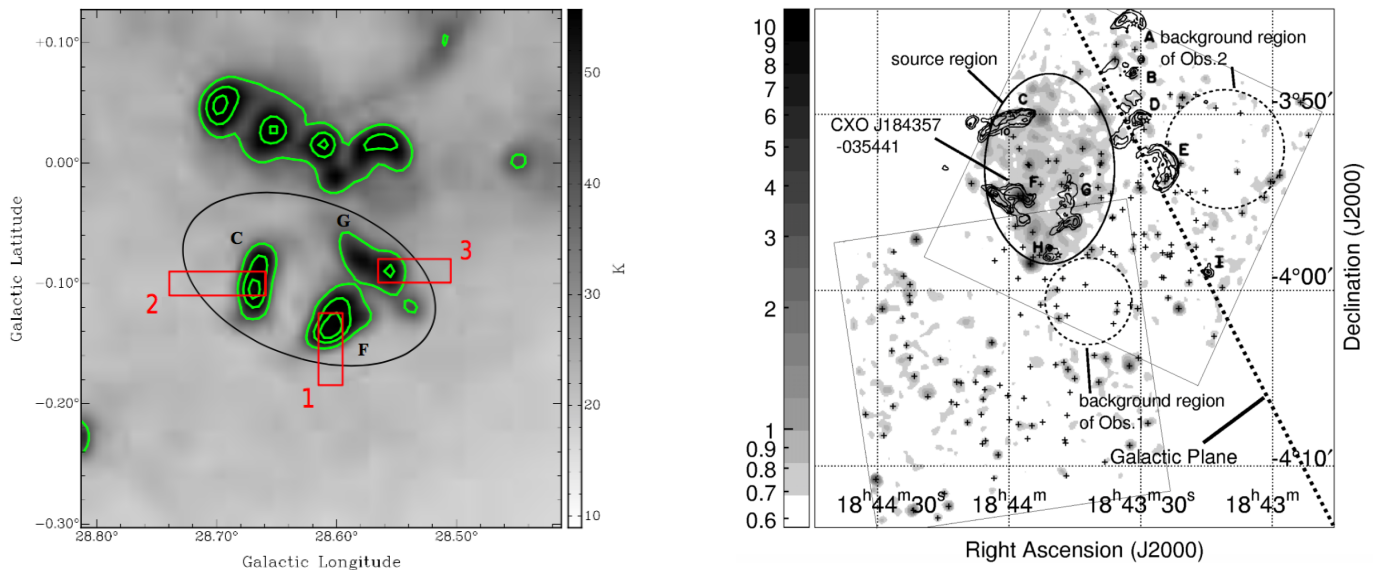 +0.10°
0.00°
−0.10°
−0.20°
−0.30°
28.80°
28.70°
28.60°
28.50°
Galactic Latitude
Galactic Longitude
C
G
F
1
2
3
50
40
30
20
10
K
10
9
8
7
6
5
4
3
2
1
0.9
0.8
0.7
0.6
source region
CXO J184357
-035441
A
background region
of Obs.2
B
C
D
E
F
G
H
I
background region
of Obs.1
Galactic Plane
-3°50′
-4°00′
-4°10′
18h44m30s
18h44m
18h43m30s
18h43m
Right Ascension (J2000)
Declination (J2000)